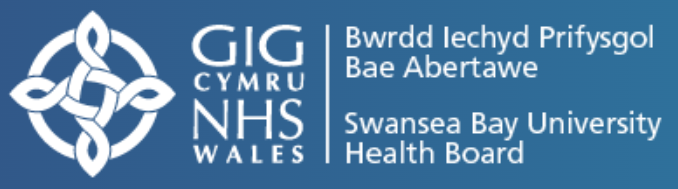 GIG
CYMRU
NHS
WALES
Bwrdd Iechyd Prifysgol
Bae Abertawe
Swansea Bay University
Health Board